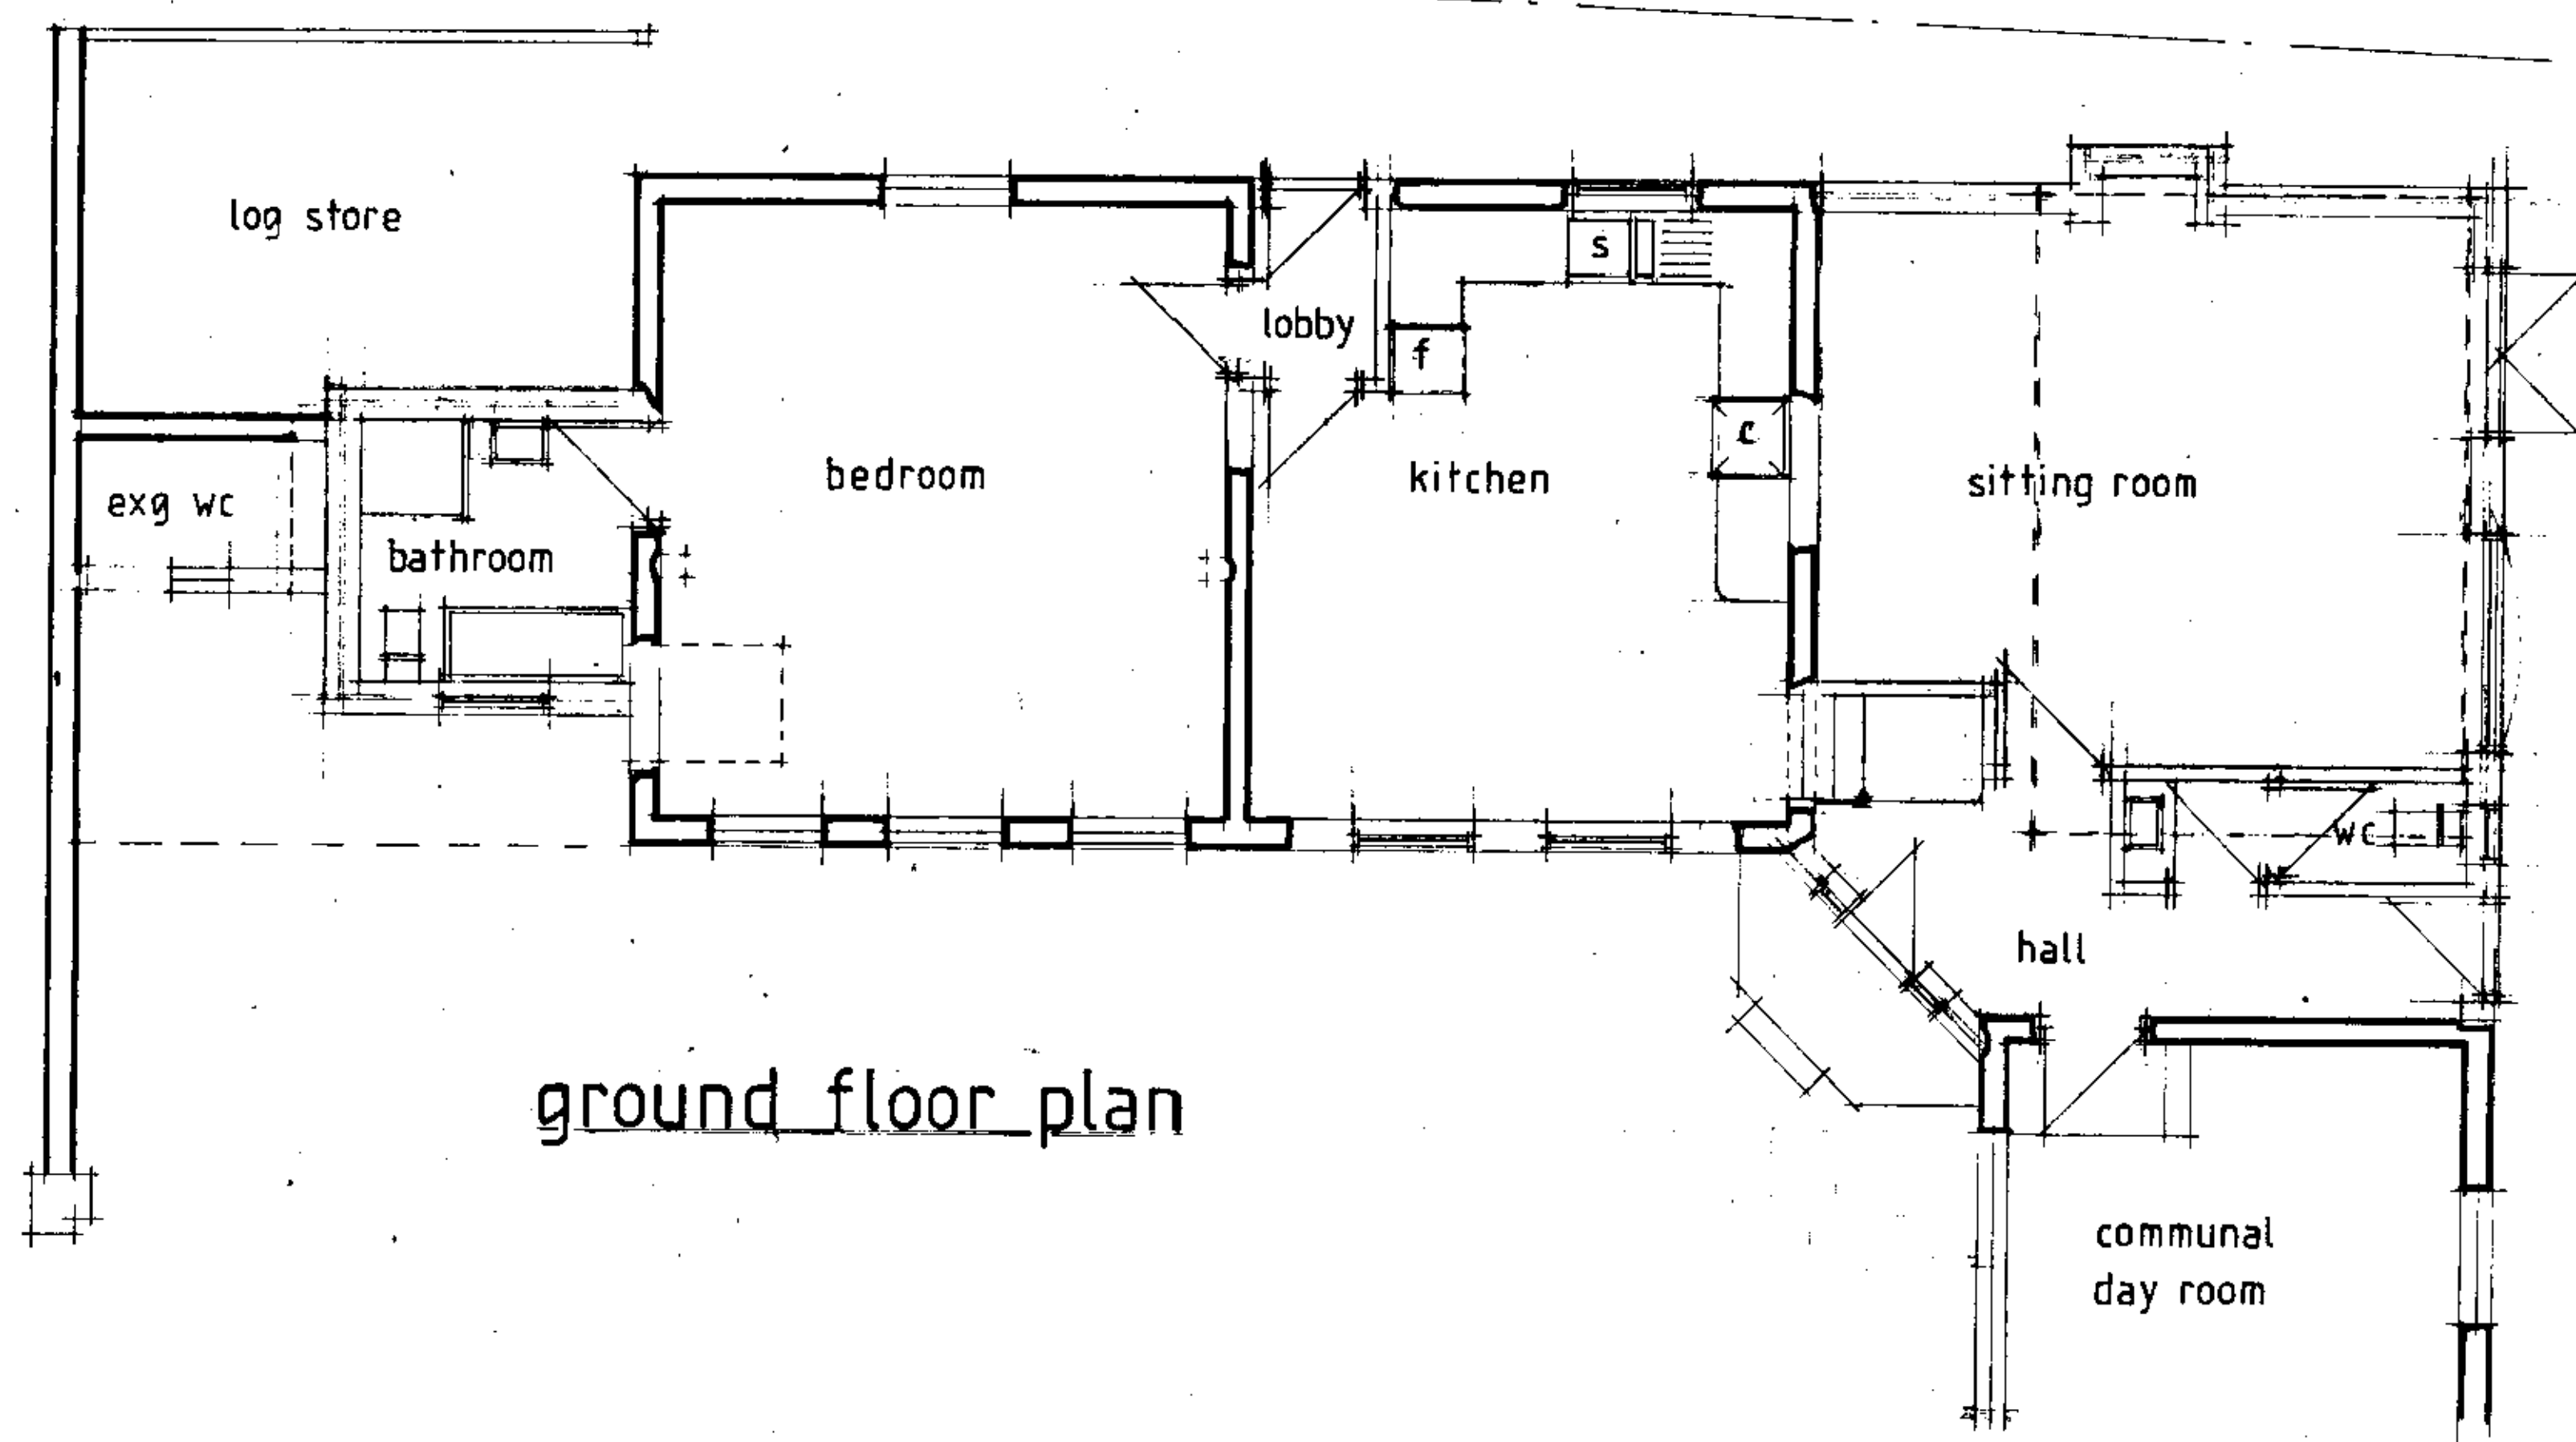 log store
s
lobby
f
c
bedroom
kitchen
sitting room
exg wc
bathroom
wc
hall
ground floor plan
communal
day room